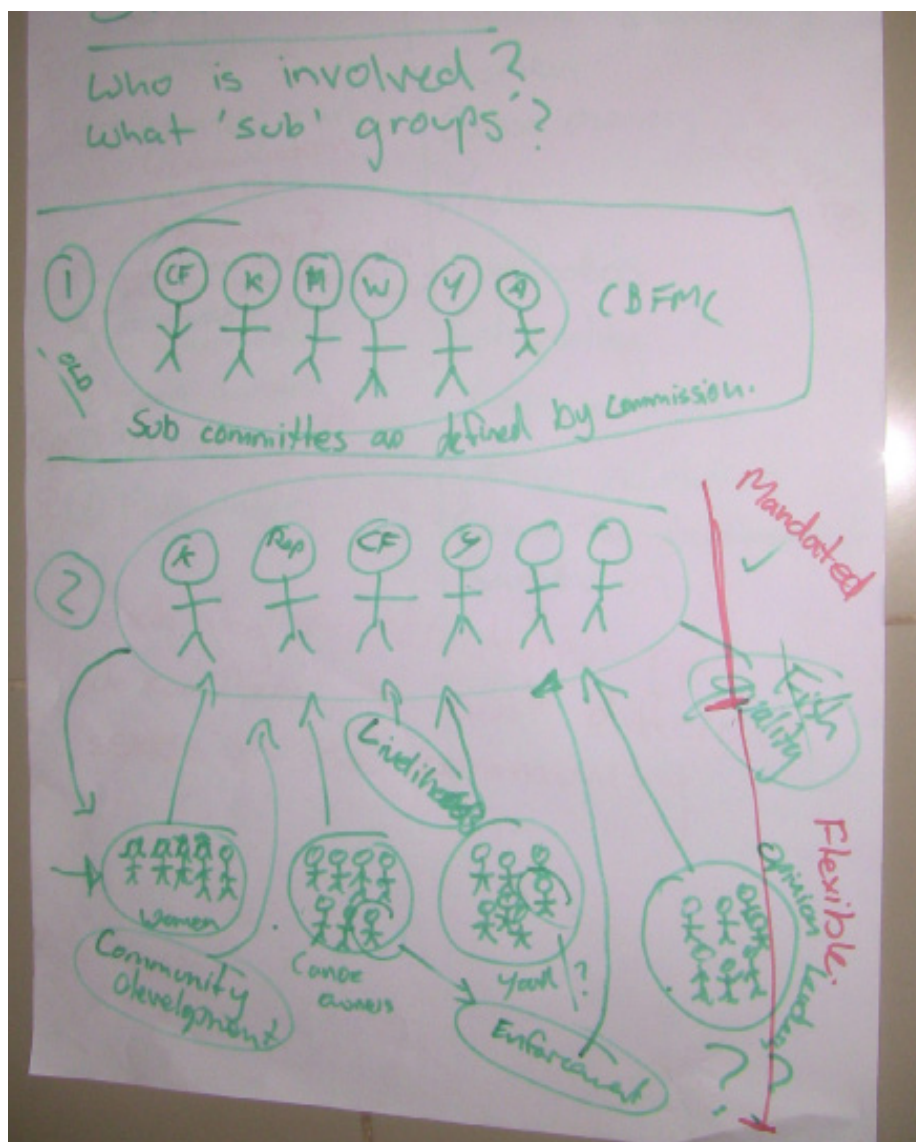 Who is involved?
what 'sub' groups'?
1
OLD
CF
K
M
W
Y
A
CBFMC
Sub committes as defined by Commission.
2
K
Rep
CF
Y
Mandated
Fish
Quality
Livelihoods
Flexible.
Women
Community
development
Canoe
owners
Youth
?
Enforcement
Opinion leaders?
?